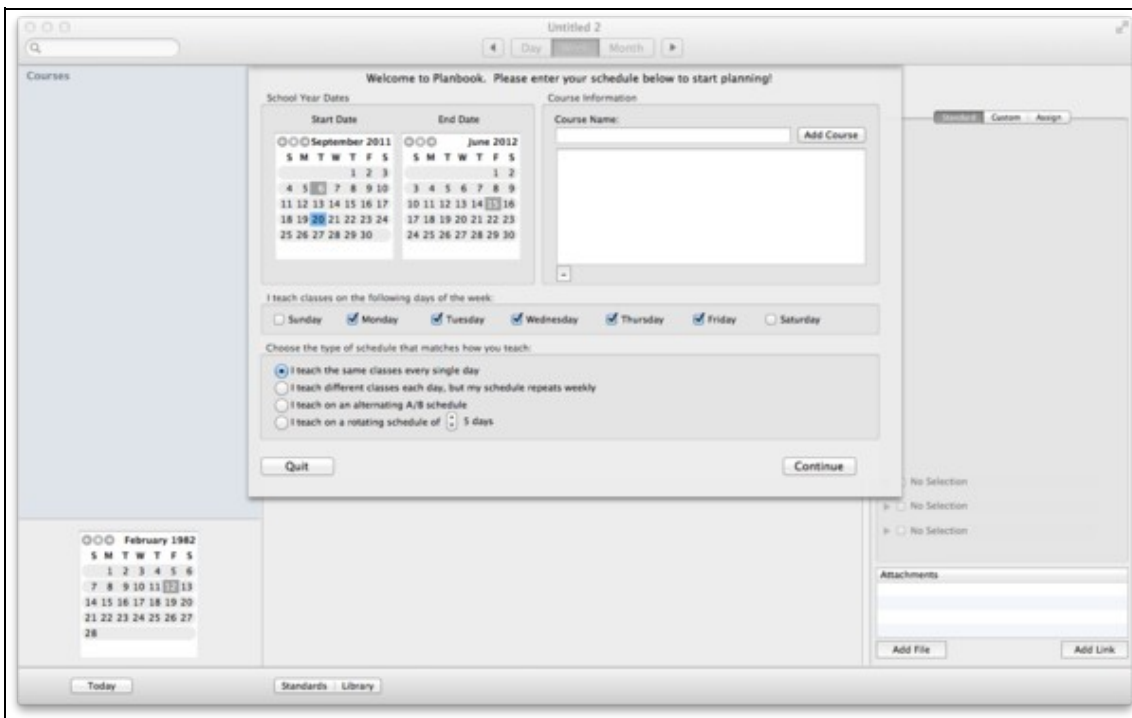 Untitled 2
Day Month
Courses
Welcome to Planbook. Please enter your schedule below to start planning!
School Year Dates
Start Date End Date
September 2011 June 2012
S M T W T F S S M T W T F S
1 2 3 1 2
4 5 6 7 8 9 10 3 4 5 6 7 8 9
11 12 13 14 15 16 17 10 11 12 13 14 15 16
18 19 20 21 22 23 24 17 18 19 20 21 22 23
25 26 27 28 29 30 24 25 26 27 28 29 30
Course Information
Course Name:
Add Course
-
I teach classes on the following days of the week:
Sunday Monday Tuesday Wednesday Thursday Friday Saturday
Choose the type of schedule that matches how you teach:
I teach the same classes every single day
I teach different classes each day, but my schedule repeats weekly
I teach on an alternating A/B schedule
I teach on a rotating schedule of 5 days
Quit Continue
Standard Custom Assign
No Selection
No Selection
No Selection
February 1982
S M T W T F S
1 2 3 4 5 6
7 8 9 10 11 12 13
14 15 16 17 18 19 20
21 22 23 24 25 26 27
28
Attachments
Add File Add Link
Today Standards Library